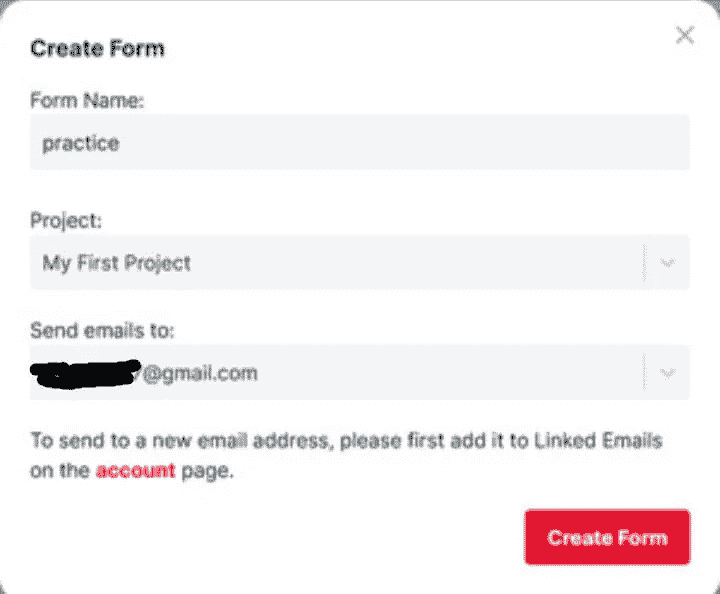 Create Form
Form Name:
practice
Project:
My First Project
Send emails to:
@gmail.com
To send to a new email address, please first add it to Linked Emails
on the account page.
Create Form